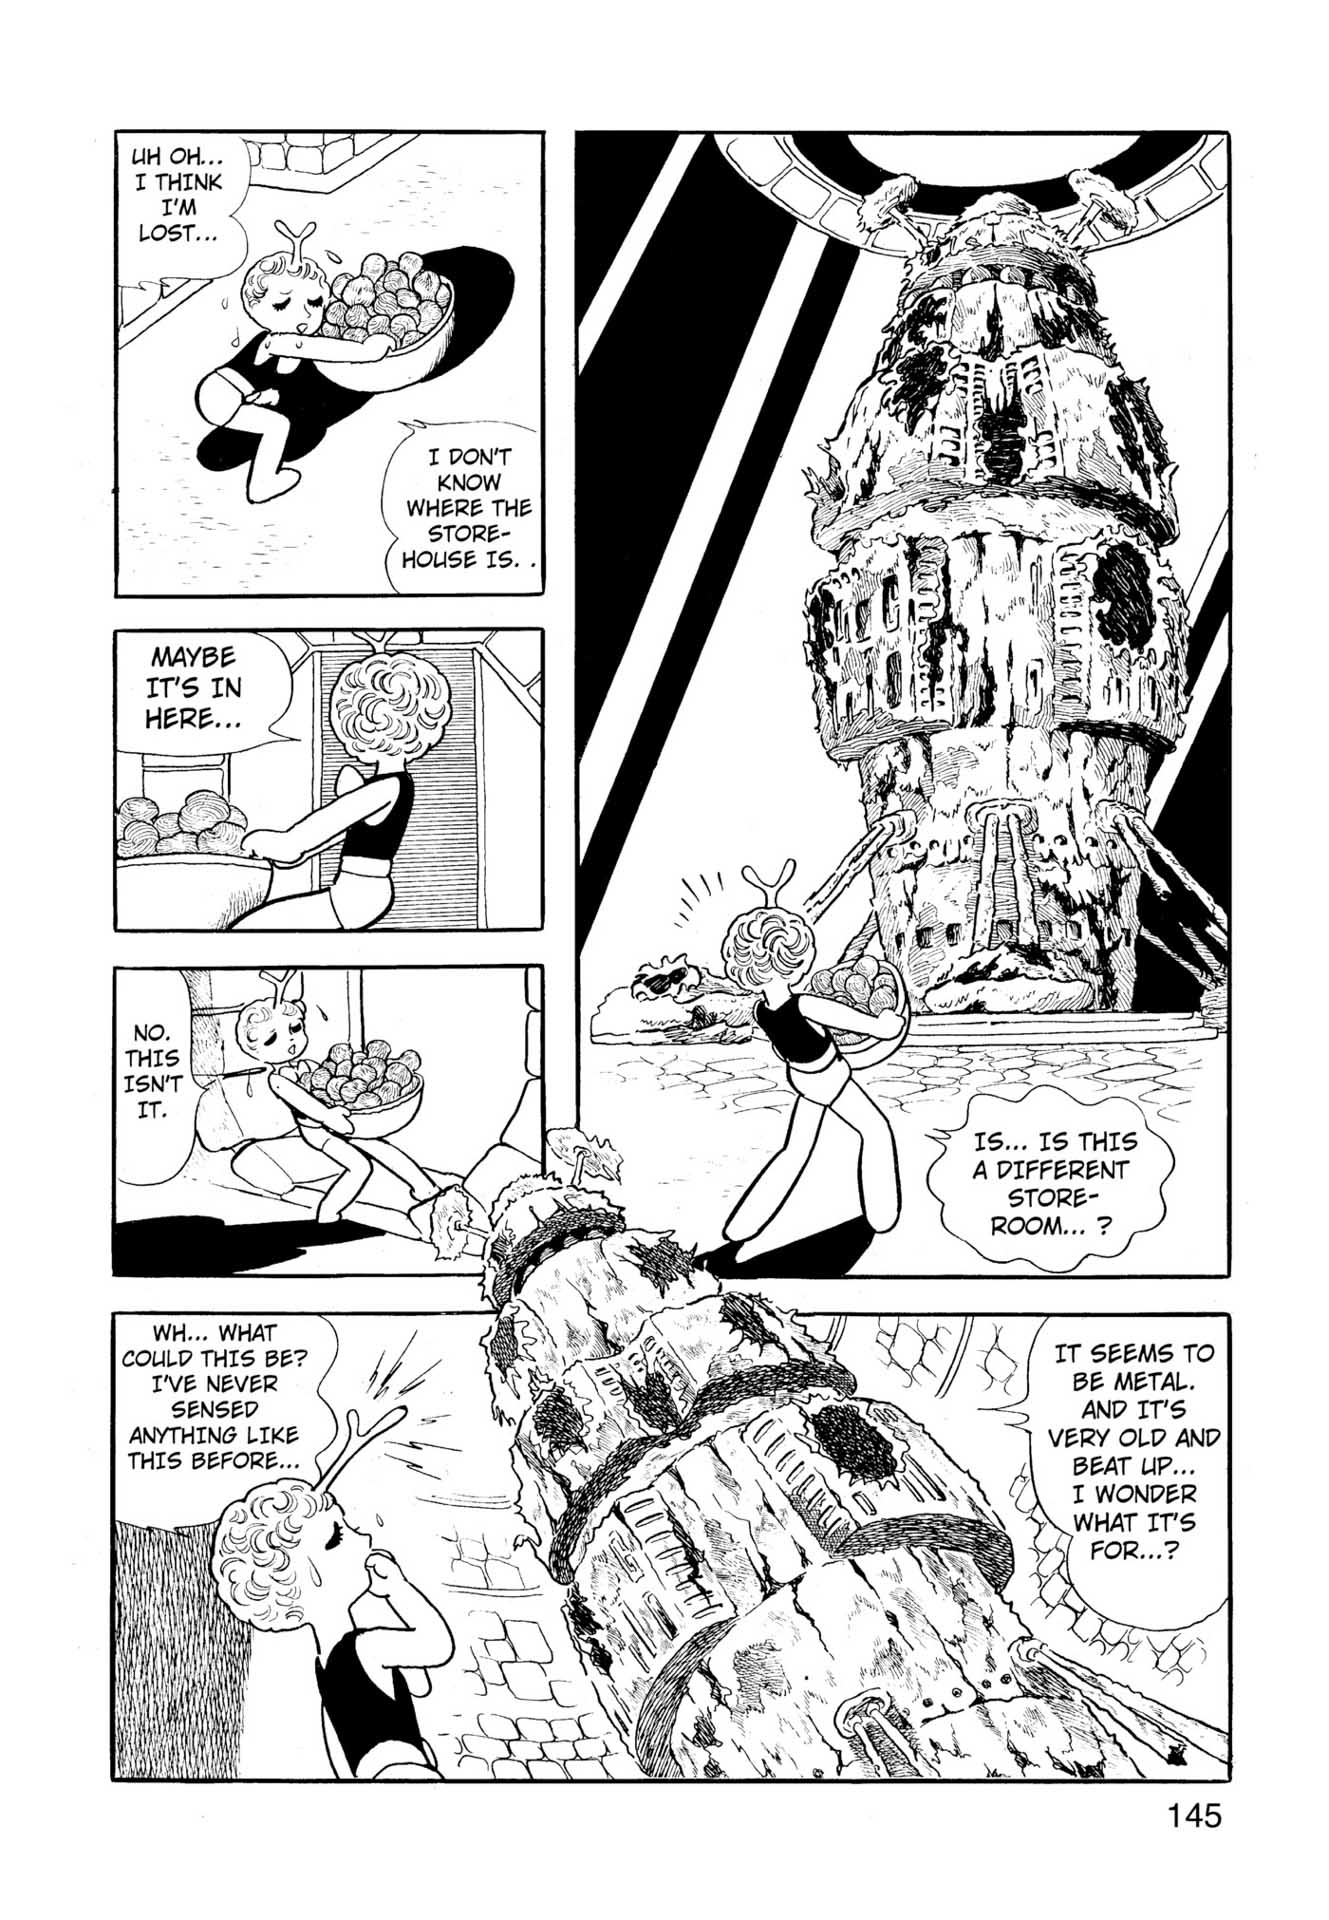 UH OH...
I THINK
I'M
LOST...
I DON'T
KNOW
WHERE THE
STORE-
HOUSE IS. .
MAYBE
IT'S IN
HERE...
NO.
THIS
ISN'T
IT.
IS... IS THIS
A DIFFERENT
STORE-
ROOM... ?
WH... WHAT
COULD THIS BE?
I'VE NEVER
SENSED
ANYTHING LIKE
THIS BEFORE...
IT SEEMS TO
BE METAL.
AND IT'S
VERY OLD AND
BEAT UP...
I WONDER
WHAT IT'S
FOR...?
145